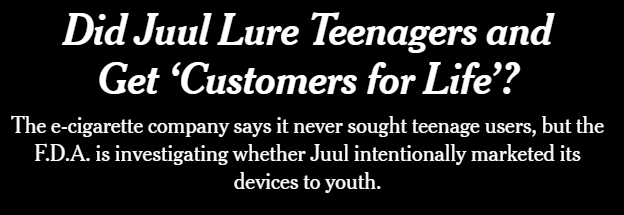 Did Juul Lure Teenagers and
Get ‘Customers for Life’?
The e-cigarette company says it never sought teenage users, but the
F.D.A. is investigating whether Juul intentionally marketed its
devices to youth.